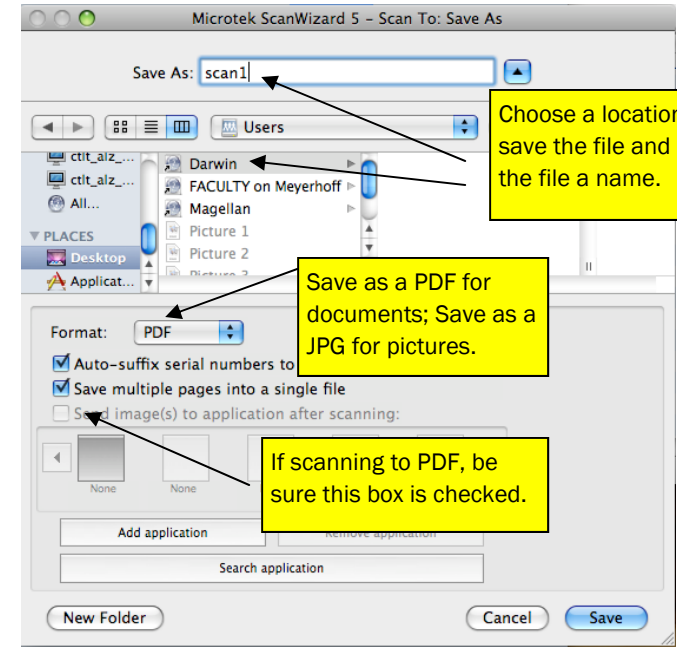 Microtek ScanWizard 5 – Scan To: Save As
Save As: scan1
Users
Choose a location
save the file and
the file a name.
ctlt_alz_...
ctlt_alz_...
All...
PLACES
Desktop
Applicat...
Darwin
FACULTY on Meyerhoff
Magellan
Picture 1
Picture 2
Picture 3
Save as a PDF for
documents; Save as a
JPG for pictures.
Format: PDF
Auto-suffix serial numbers to
Save multiple pages into a single file
Send image(s) to application after scanning:
None
None
If scanning to PDF, be
sure this box is checked.
Add application
Remove application
Search application
New Folder
Cancel
Save